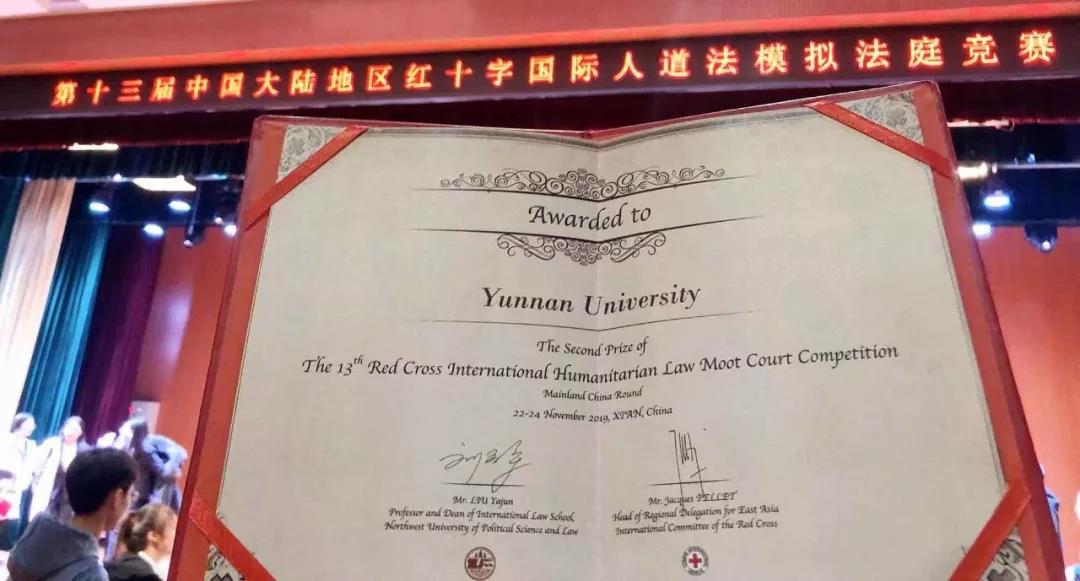 第十三届中国大陆地区红十字国际人道法模拟法庭竞赛
Awarded to
Yunnan University
The Second Prize of
The 13th Red Cross International Humanitarian Law Moot Court Competition
Mainland China Round
22-24 November 2019, XI'AN, China
Mr. LIU Yajun
Professor and Dean of International Law School,
Northwest University of Political Science and Law
Mr. Jacques PELLET
Head of Regional Delegation for East Asia
International Committee of the Red Cross